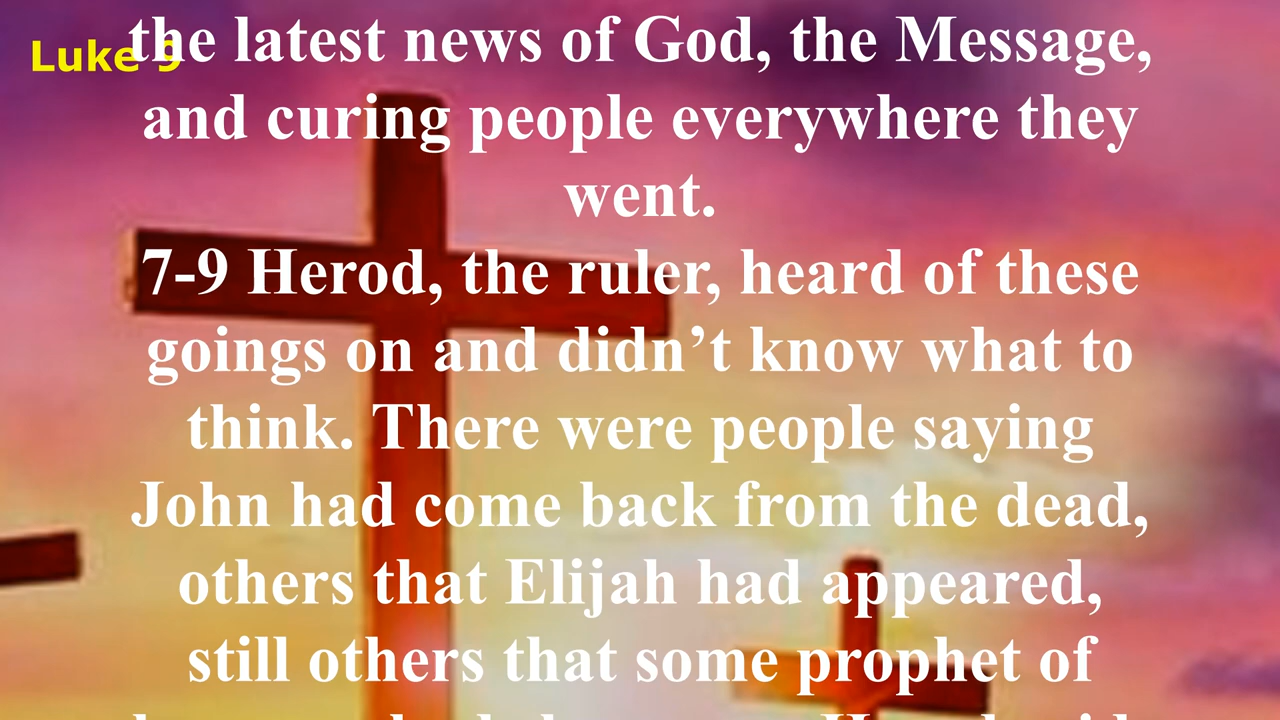 Luke 9
the latest news of God, the Message,
and curing people everywhere they
went.
7-9 Herod, the ruler, heard of these
goings on and didn’t know what to
think. There were people saying
John had come back from the dead,
others that Elijah had appeared,
still others that some prophet of